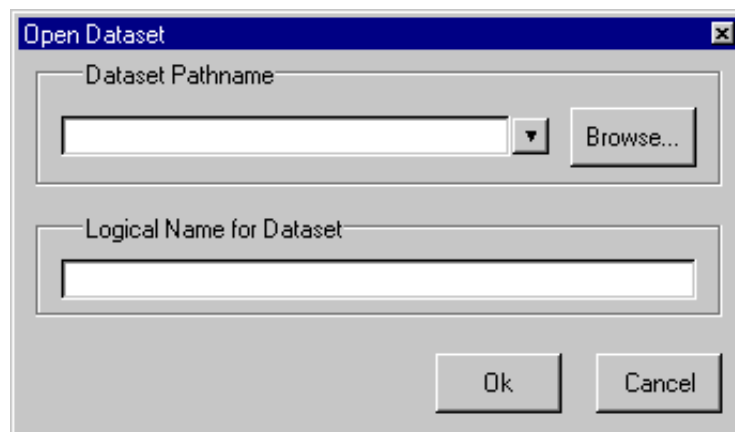 Open Dataset
Dataset Pathname
Browse...
Logical Name for Dataset
Ok
Cancel